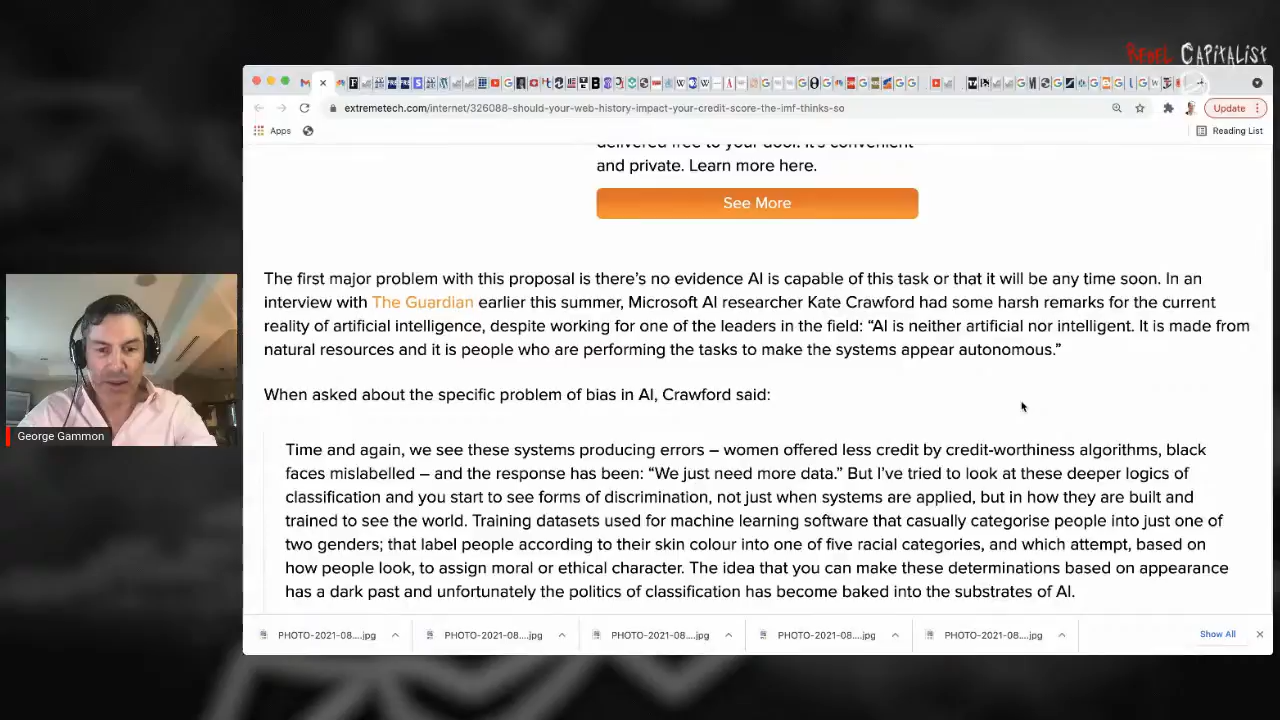 REBEL CAPITALIST
extremetech.com/internet/326088-should-your-web-history-impact-your-credit-score-the-imf-thinks-so
Update
Apps
Reading List
delivered free to your door. It's convenient
and private. Learn more here.
See More
The first major problem with this proposal is there's no evidence AI is capable of this task or that it will be any time soon. In an
interview with The Guardian earlier this summer, Microsoft AI researcher Kate Crawford had some harsh remarks for the current
reality of artificial intelligence, despite working for one of the leaders in the field: “AI is neither artificial nor intelligent. It is made from
natural resources and it is people who are performing the tasks to make the systems appear autonomous.”
When asked about the specific problem of bias in AI, Crawford said:
Time and again, we see these systems producing errors – women offered less credit by credit-worthiness algorithms, black
faces mislabelled – and the response has been: “We just need more data.” But I've tried to look at these deeper logics of
classification and you start to see forms of discrimination, not just when systems are applied, but in how they are built and
trained to see the world. Training datasets used for machine learning software that casually categorise people into just one of
two genders; that label people according to their skin colour into one of five racial categories, and which attempt, based on
how people look, to assign moral or ethical character. The idea that you can make these determinations based on appearance
has a dark past and unfortunately the politics of classification has become baked into the substrates of AI.
George Gammon
PHOTO-2021-08....jpg
PHOTO-2021-08....jpg
PHOTO-2021-08....jpg
PHOTO-2021-08....jpg
PHOTO-2021-08....jpg
Show All